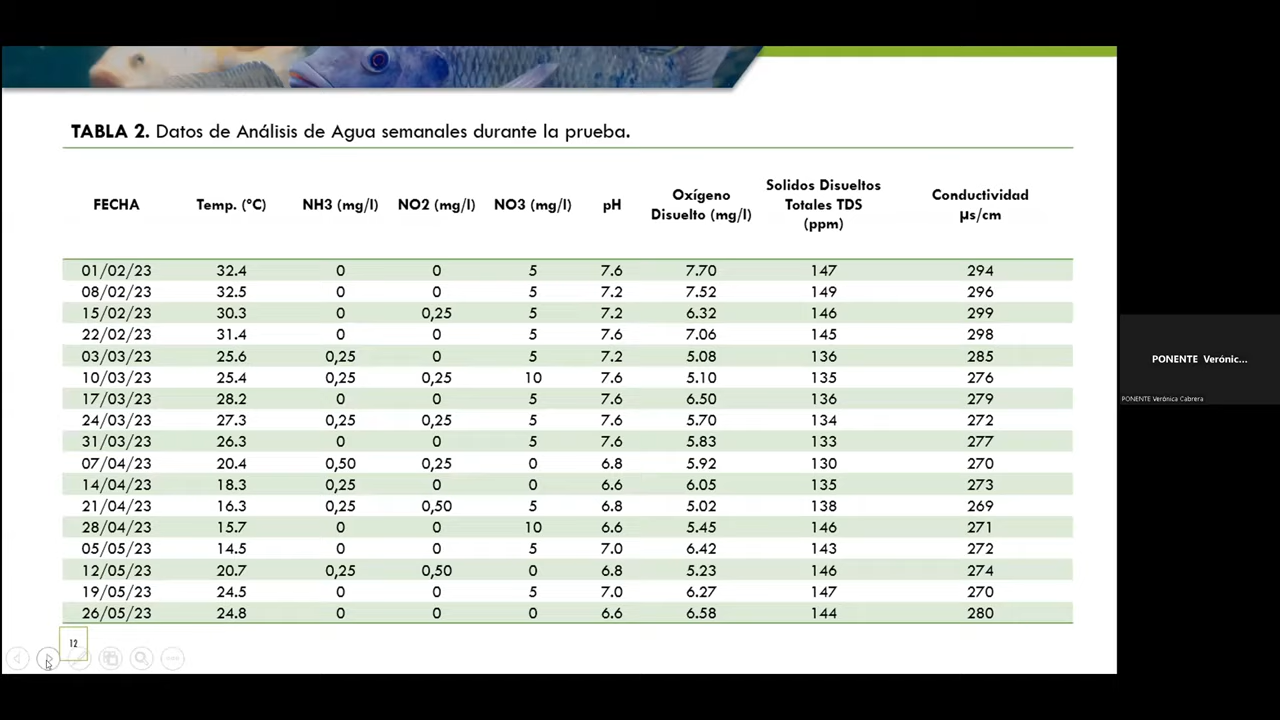 TABLA 2. Datos de Análisis de Agua semanales durante la prueba.
FECHA Temp. (°C) NH3 (mg/l) NO2 (mg/l) NO3 (mg/l) pH Oxígeno Disuelto (mg/l) Solidos Disueltos Totales TDS (ppm) Conductividad µs/cm
01/02/23 32.4 0 0 5 7.6 7.70 147 294
08/02/23 32.5 0 0 5 7.2 7.52 149 296
15/02/23 30.3 0 0,25 5 7.2 6.32 146 299
22/02/23 31.4 0 0 5 7.6 7.06 145 298
03/03/23 25.6 0,25 0 5 7.2 5.08 136 285
10/03/23 25.4 0,25 0,25 10 7.6 5.10 135 276
17/03/23 28.2 0 0 5 7.6 6.50 136 279
24/03/23 27.3 0,25 0,25 5 7.6 5.70 134 272
31/03/23 26.3 0 0 5 7.6 5.83 133 277
07/04/23 20.4 0,50 0,25 0 6.8 5.92 130 270
14/04/23 18.3 0,25 0 0 6.6 6.05 135 273
21/04/23 16.3 0,25 0,50 5 6.8 5.02 138 269
28/04/23 15.7 0 0 10 6.6 5.45 146 271
05/05/23 14.5 0 0 5 7.0 6.42 143 272
12/05/23 20.7 0,25 0,50 0 6.8 5.23 146 274
19/05/23 24.5 0 0 5 7.0 6.27 147 270
26/05/23 24.8 0 0 0 6.6 6.58 144 280
12
PONENTE Verónic...
PONENTE Verónica Cabrera